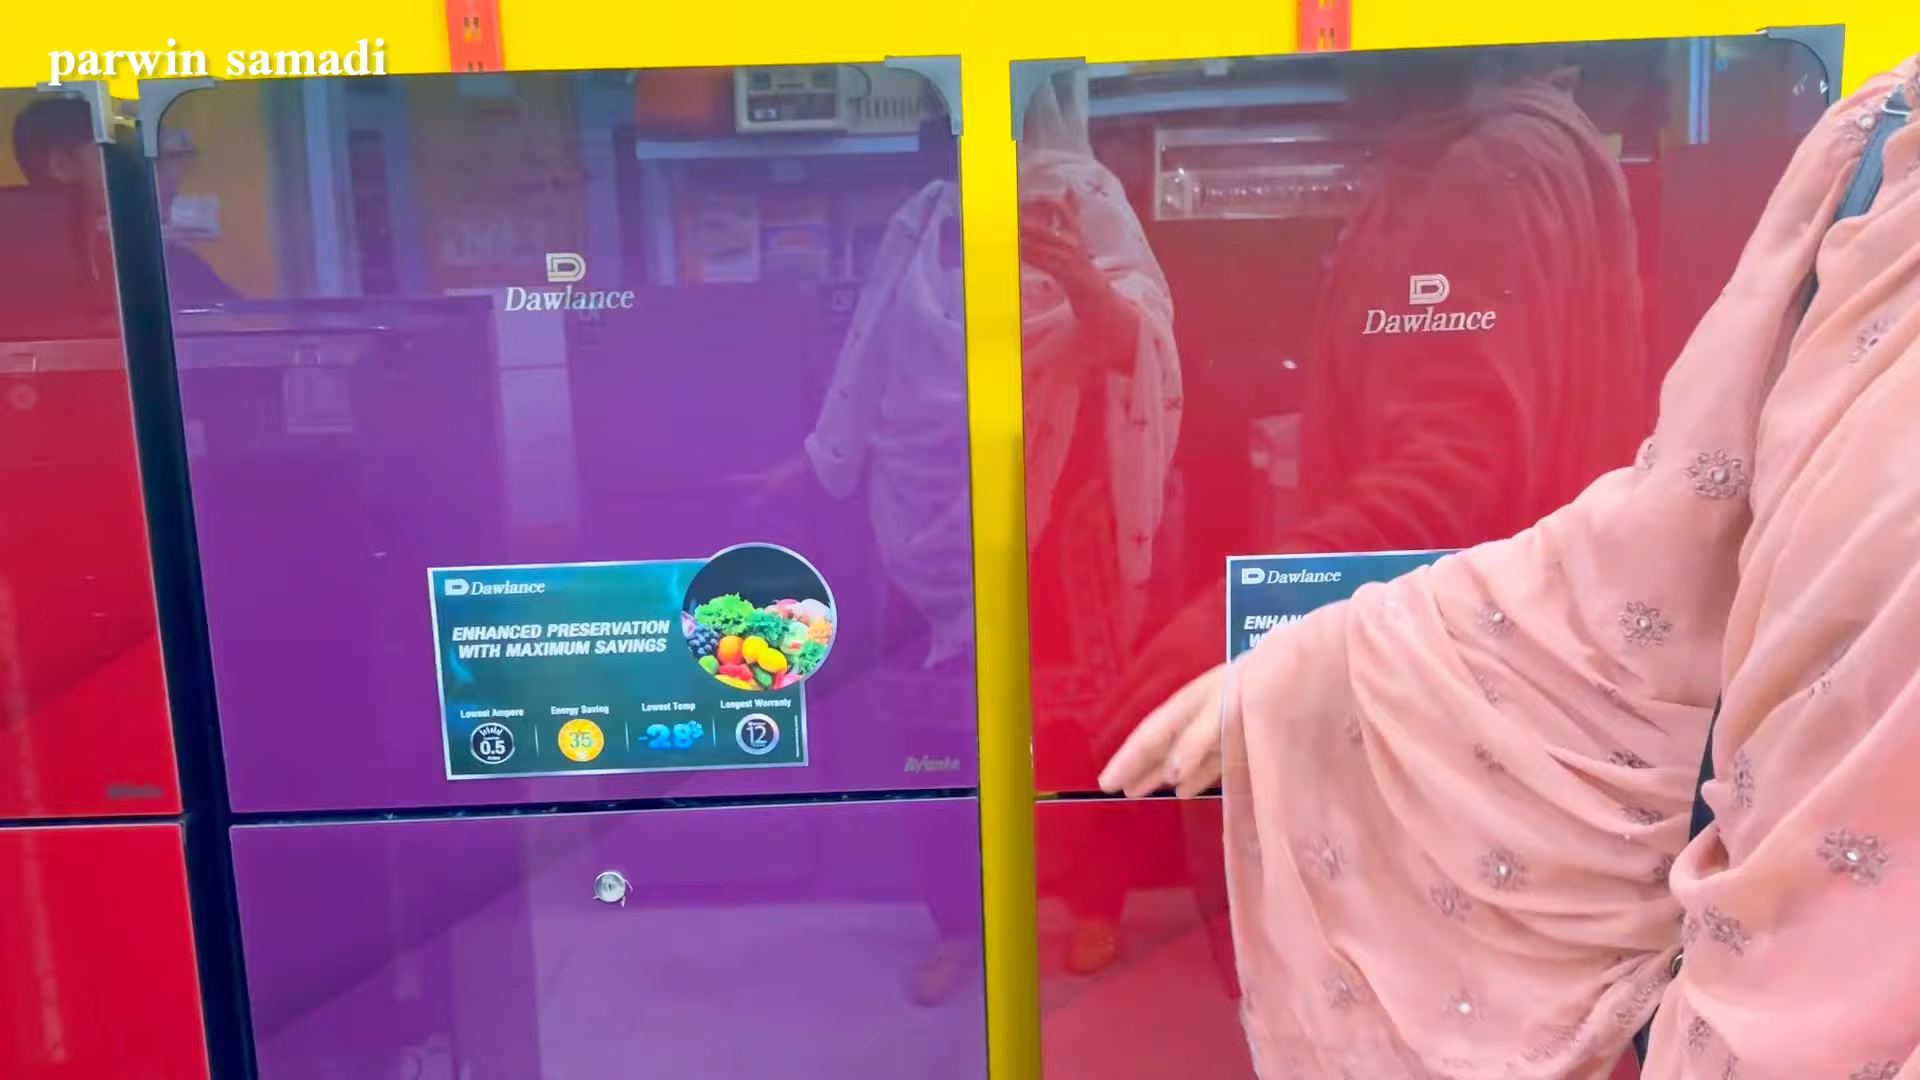 parwin samadi
Dawlance
Dawlance
Dawlance
ENHANCED PRESERVATION
WITH MAXIMUM SAVINGS
Lowest Ampere
0.5
Energy Saving
35
Lowest Temp
-28
Longest Warranty
12
Avante
Dawlance